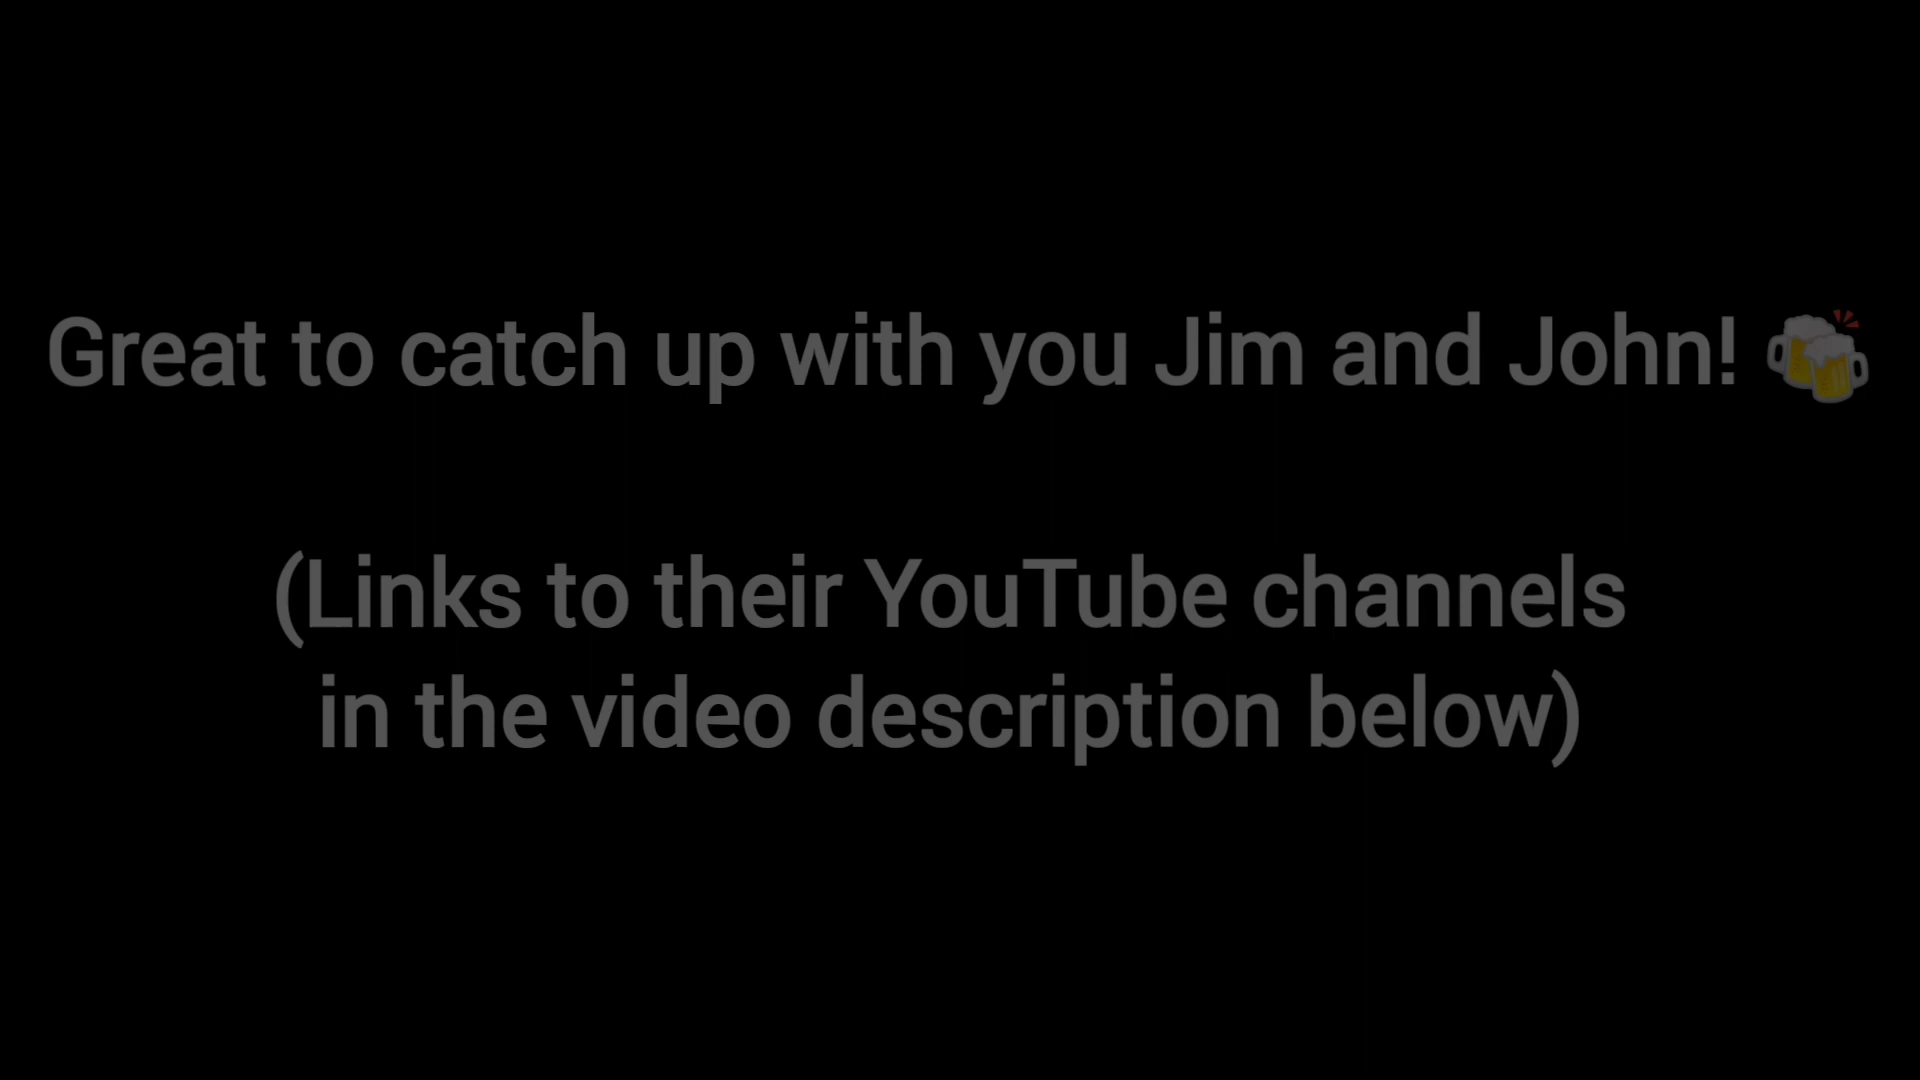 Great to catch up with you Jim and John! 🍻
(Links to their YouTube channels
in the video description below)